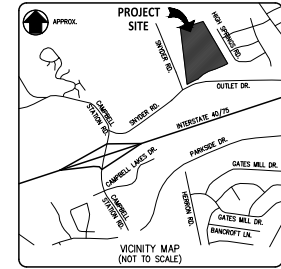 APPROX.
PROJECT
SITE
SNYDER RD.
HIGH SPRINGS RD.
OUTLET DR.
CAMPBELL
STATION RD.
SNYDER RD.
INTERSTATE 40/75
PARKSIDE DR.
CAMPBELL LAKES DR.
GATES MILL DR.
CAMPBELL
STATION RD.
HERRON RD.
GATES MILL DR.
BANCROFT LN.
VICINITY MAP
(NOT TO SCALE)